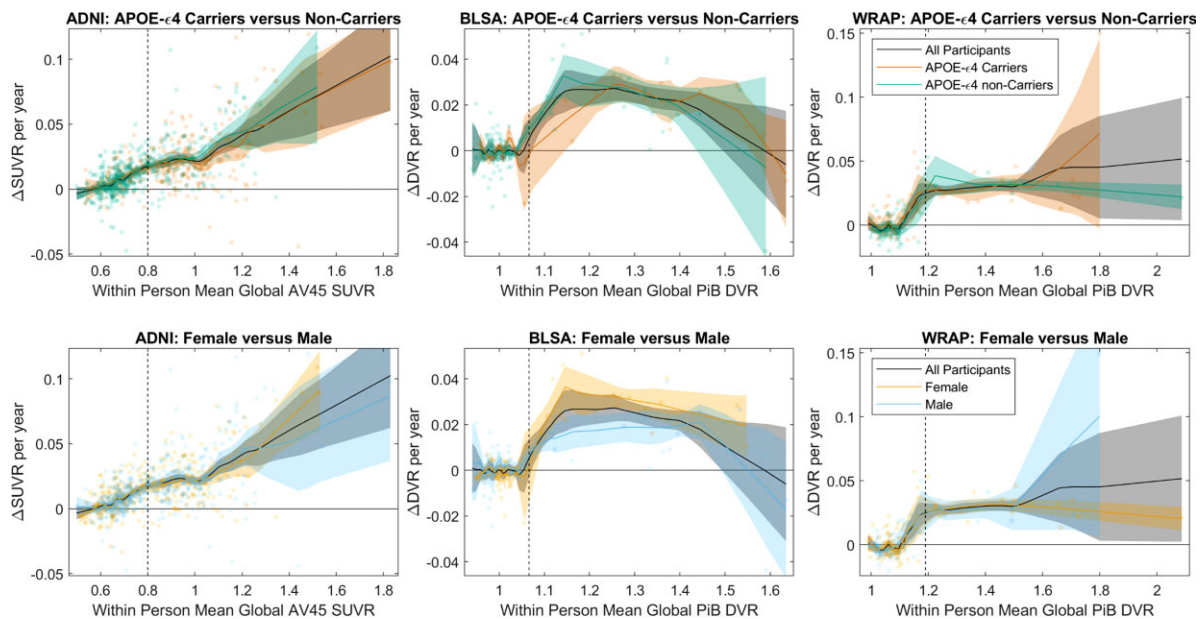 ADNI: APOE-ϵ4 Carriers versus Non-Carriers
0.1
0.05
0
-0.05
ΔSUVR per year
0.6 0.8 1 1.2 1.4 1.6 1.8
Within Person Mean Global AV45 SUVR
BLSA: APOE-ϵ4 Carriers versus Non-Carriers
0.04
0.02
0
-0.02
-0.04
ΔDVR per year
1 1.1 1.2 1.3 1.4 1.5 1.6
Within Person Mean Global PiB DVR
WRAP: APOE-ϵ4 Carriers versus Non-Carriers
0.15
0.1
0.05
0
ΔDVR per year
All Participants
APOE-ϵ4 Carriers
APOE-ϵ4 non-Carriers
1 1.2 1.4 1.6 1.8 2
Within Person Mean Global PiB DVR
ADNI: Female versus Male
0.1
0.05
0
-0.05
ΔSUVR per year
0.6 0.8 1 1.2 1.4 1.6 1.8
Within Person Mean Global AV45 SUVR
BLSA: Female versus Male
0.04
0.02
0
-0.02
-0.04
ΔDVR per year
1 1.1 1.2 1.3 1.4 1.5 1.6
Within Person Mean Global PiB DVR
WRAP: Female versus Male
0.15
0.1
0.05
0
ΔDVR per year
All Participants
Female
Male
1 1.2 1.4 1.6 1.8 2
Within Person Mean Global PiB DVR